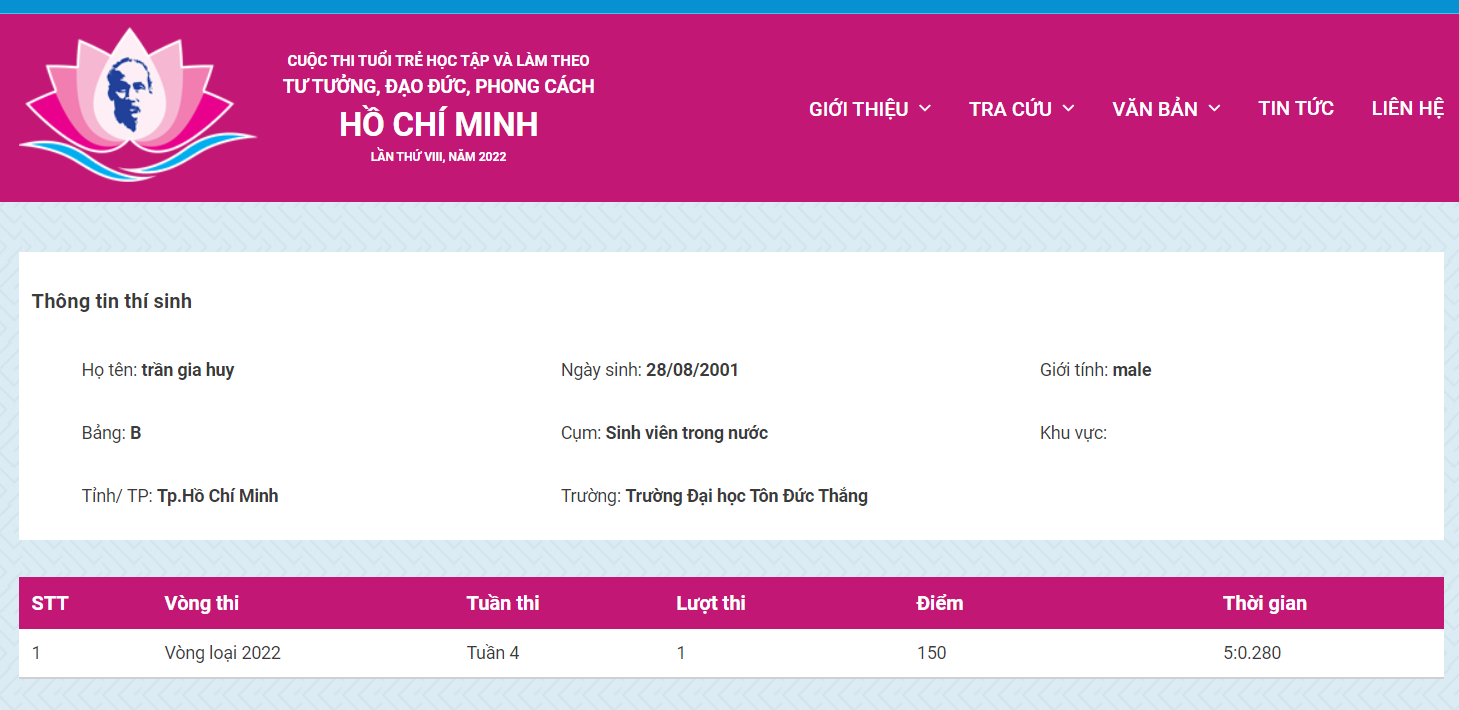 CUỘC THI TUỔI TRẺ HỌC TẬP VÀ LÀM THEO
TƯ TƯỞNG, ĐẠO ĐỨC, PHONG CÁCH
HỒ CHÍ MINH
LẦN THỨ VIII, NĂM 2022
GIỚI THIỆU TRA CỨU VĂN BẢN TIN TỨC LIÊN HỆ
Thông tin thí sinh
Họ tên: trần gia huy Ngày sinh: 28/08/2001 Giới tính: male
Bảng: B Cụm: Sinh viên trong nước Khu vực:
Tỉnh/ TP: Tp.Hồ Chí Minh Trường: Trường Đại học Tôn Đức Thắng
STT Vòng thi Tuần thi Lượt thi Điểm Thời gian
1 Vòng loại 2022 Tuần 4 1 150 5:0.280